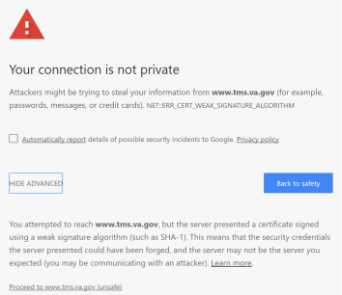 Your connection is not private
Attackers might be trying to steal your information from www.tms.va.gov (for example,
passwords, messages, or credit cards). NET::ERR_CERT_WEAK_SIGNATURE_ALGORITHM
Automatically report details of possible security incidents to Google. Privacy policy
HIDE ADVANCED
Back to safety
You attempted to reach www.tms.va.gov, but the server presented a certificate signed
using a weak signature algorithm (such as SHA-1). This means that the security credentials
the server presented could have been forged, and the server may not be the server you
expected (you may be communicating with an attacker). Learn more.
Proceed to www.tms.va.gov (unsafe)